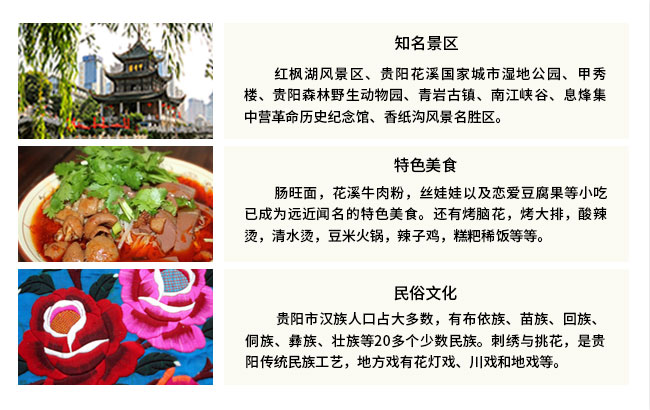 知名景区
红枫湖风景区、贵阳花溪国家城市湿地公园、甲秀
楼、贵阳森林野生动物园、青岩古镇、南江峡谷、息烽集
中营革命历史纪念馆、香纸沟风景名胜区。
特色美食
肠旺面，花溪牛肉粉，丝娃娃以及恋爱豆腐果等小吃
已成为远近闻名的特色美食。还有烤脑花，烤大排，酸辣
烫，清水烫，豆米火锅，辣子鸡，糕粑稀饭等等。
民俗文化
贵阳市汉族人口占大多数，有布依族、苗族、回族、
侗族、彝族、壮族等20多个少数民族。刺绣与挑花，是贵
阳传统民族工艺，地方戏有花灯戏、川戏和地戏等。